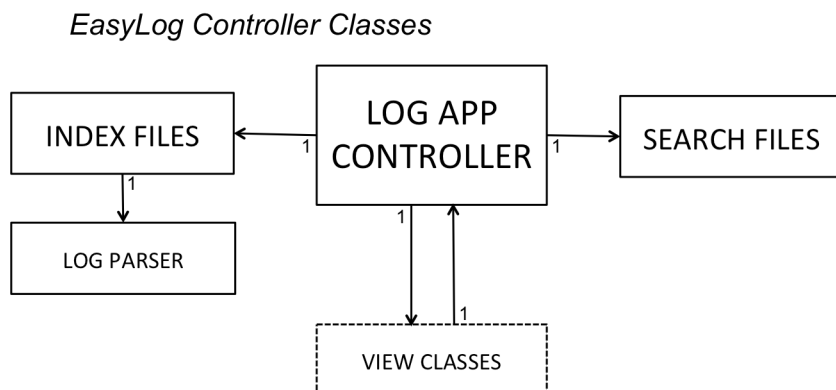 EasyLog Controller Classes
INDEX FILES
1
LOG PARSER
LOG APP
CONTROLLER
1
1
1
SEARCH FILES
1
VIEW CLASSES